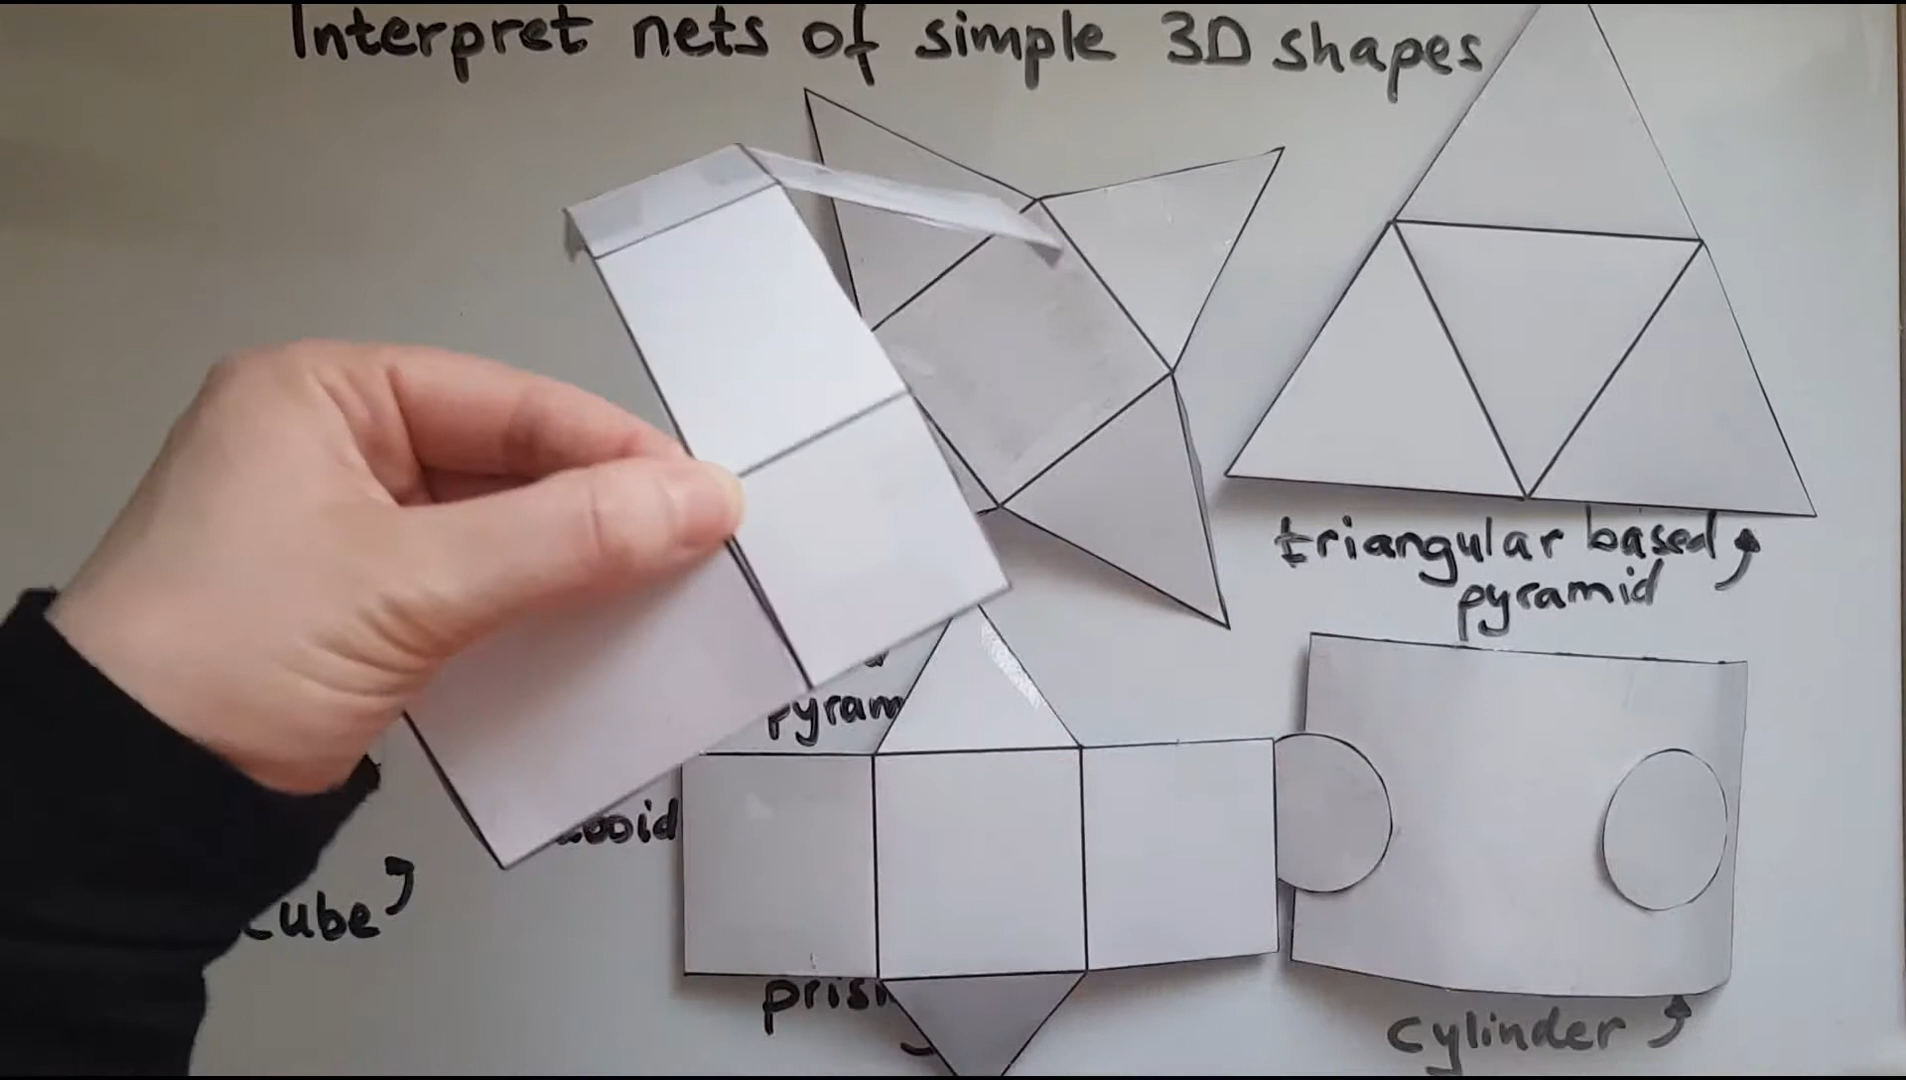 Interpret nets of simple 3D shapes
triangular based
pyramid
cube
cylinder